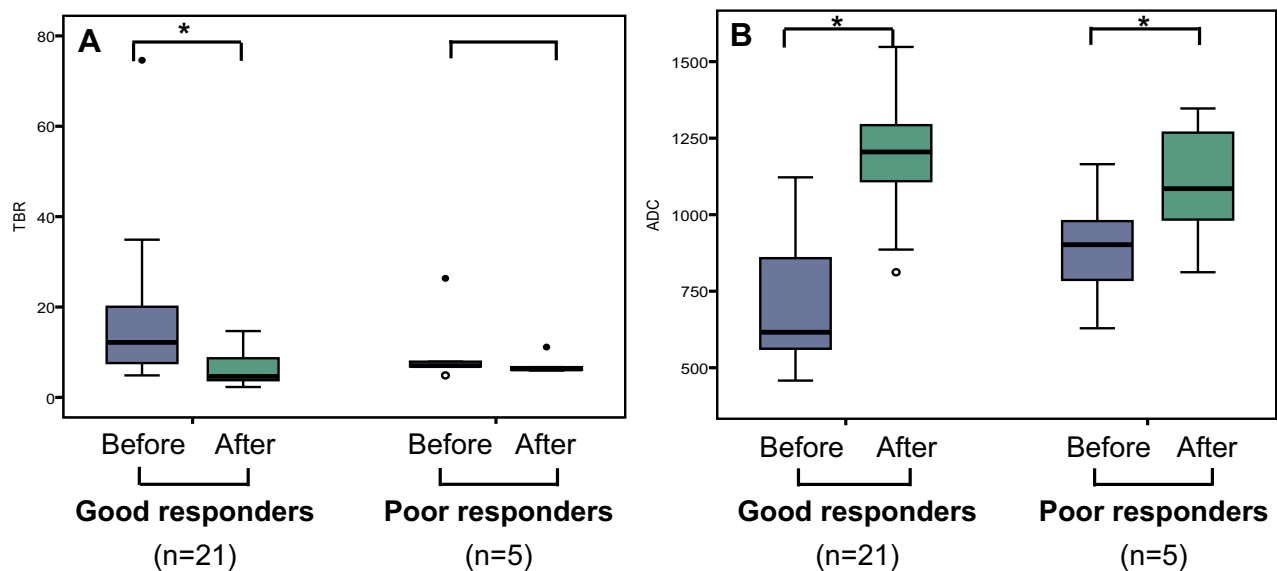 A
*
80
60
40
20
0
TBR
Before After Before After
Good responders Poor responders
(n=21) (n=5)
B
* *
1500
1250
1000
750
500
ADC
Before After Before After
Good responders Poor responders
(n=21) (n=5)